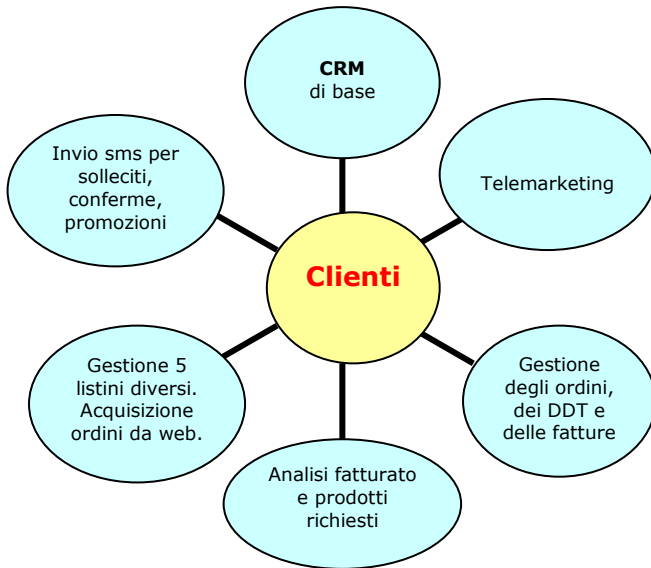 CRM
di base
Invio sms per
solleciti,
conferme,
promozioni
Telemarketing
Clienti
Gestione 5
listini diversi.
Acquisizione
ordini da web.
Gestione
degli ordini,
dei DDT e
delle fatture
Analisi fatturato
e prodotti
richiesti